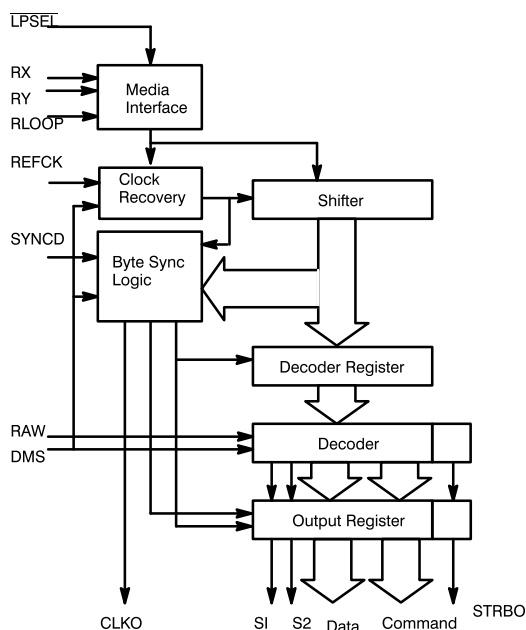 LPSEL
RX
RY
RLOOP
Media
Interface
REFCK
Clock
Recovery
Shifter
SYNCD
Byte Sync
Logic
Decoder Register
RAW
DMS
Decoder
Output Register
CLKO
SI
S2
Data
Command
STRBO